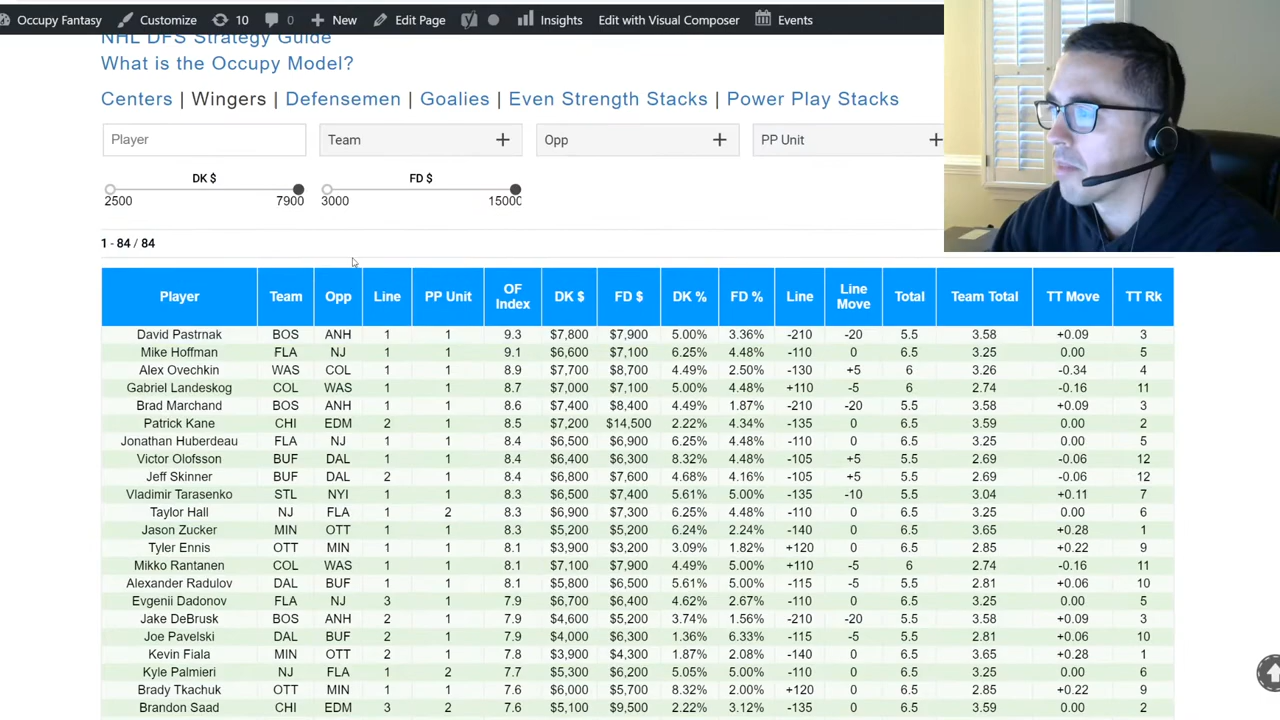 Occupy Fantasy Customize 10 0 New Edit Page Insights Edit with Visual Composer Events
NHL DFS Strategy Guide
What is the Occupy Model?
Centers | Wingers | Defensemen | Goalies | Even Strength Stacks | Power Play Stacks
Player Team + Opp + PP Unit +
DK $ FD $
2500 7900 3000 15000
1 - 84 / 84
Player Team Opp Line PP Unit OF Index DK $ FD $ DK % FD % Line Line Move Total Team Total TT Move TT Rk
David Pastrnak BOS ANH 1 1 9.3 $7,800 $7,900 5.00% 3.36% -210 -20 5.5 3.58 +0.09 3
Mike Hoffman FLA NJ 1 1 9.1 $6,600 $7,100 6.25% 4.48% -110 0 6.5 3.25 0.00 5
Alex Ovechkin WAS COL 1 1 8.9 $7,700 $8,700 4.49% 2.50% -130 +5 6 3.26 -0.34 4
Gabriel Landeskog COL WAS 1 1 8.7 $7,000 $7,100 5.00% 4.48% +110 -5 6 2.74 -0.16 11
Brad Marchand BOS ANH 1 1 8.6 $7,400 $8,400 4.49% 1.87% -210 -20 5.5 3.58 +0.09 3
Patrick Kane CHI EDM 2 1 8.5 $7,200 $14,500 2.22% 4.34% -135 0 6.5 3.59 0.00 2
Jonathan Huberdeau FLA NJ 1 1 8.4 $6,500 $6,900 6.25% 4.48% -110 0 6.5 3.25 0.00 5
Victor Olofsson BUF DAL 1 1 8.4 $6,400 $6,300 8.32% 4.48% -105 +5 5.5 2.69 -0.06 12
Jeff Skinner BUF DAL 2 1 8.4 $6,800 $7,600 4.68% 4.16% -105 +5 5.5 2.69 -0.06 12
Vladimir Tarasenko STL NYI 1 1 8.3 $6,500 $7,400 5.61% 5.00% -135 -10 5.5 3.04 +0.11 7
Taylor Hall NJ FLA 1 2 8.3 $6,900 $7,300 6.25% 4.48% -110 0 6.5 3.25 0.00 6
Jason Zucker MIN OTT 1 1 8.3 $5,200 $5,200 6.24% 2.24% -140 0 6.5 3.65 +0.28 1
Tyler Ennis OTT MIN 1 1 8.1 $3,900 $3,200 3.09% 1.82% +120 0 6.5 2.85 +0.22 9
Mikko Rantanen COL WAS 1 1 8.1 $7,100 $7,900 4.49% 5.00% +110 -5 6 2.74 -0.16 11
Alexander Radulov DAL BUF 1 1 8.1 $5,800 $6,500 5.61% 5.00% -115 -5 5.5 2.81 +0.06 10
Evgenii Dadonov FLA NJ 3 1 7.9 $6,700 $6,400 4.62% 2.67% -110 0 6.5 3.25 0.00 5
Jake DeBrusk BOS ANH 2 1 7.9 $4,600 $5,200 3.74% 1.56% -210 -20 5.5 3.58 +0.09 3
Joe Pavelski DAL BUF 2 1 7.9 $4,000 $6,300 1.36% 6.33% -115 -5 5.5 2.81 +0.06 10
Kevin Fiala MIN OTT 2 1 7.8 $3,900 $4,300 1.87% 2.08% -140 0 6.5 3.65 +0.28 1
Kyle Palmieri NJ FLA 1 2 7.7 $5,300 $6,200 5.05% 5.00% -110 0 6.5 3.25 0.00 6
Brady Tkachuk OTT MIN 1 1 7.6 $6,000 $5,700 8.32% 2.00% +120 0 6.5 2.85 +0.22 9
Brandon Saad CHI EDM 3 2 7.6 $5,100 $9,500 2.22% 3.12% -135 0 6.5 3.59 0.00 2